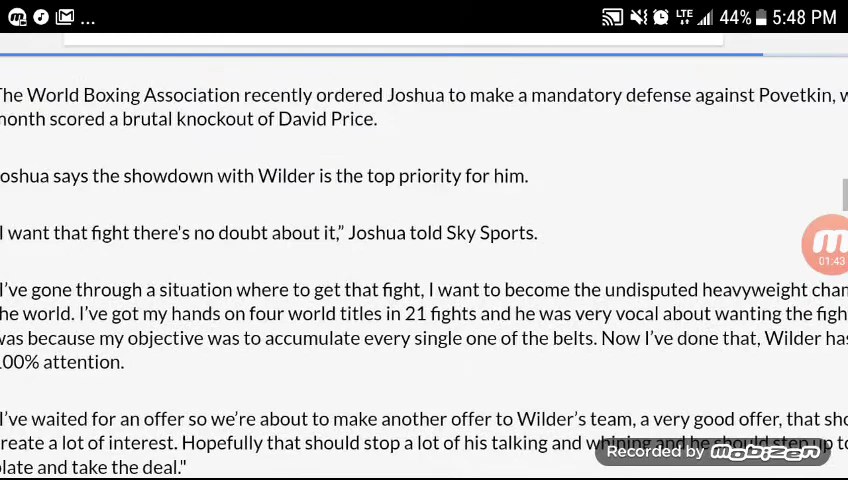 ... LTE 44% 5:48 PM
The World Boxing Association recently ordered Joshua to make a mandatory defense against Povetkin, w
month scored a brutal knockout of David Price.
Joshua says the showdown with Wilder is the top priority for him.
I want that fight there's no doubt about it,” Joshua told Sky Sports.
I’ve gone through a situation where to get that fight, I want to become the undisputed heavyweight cham
the world. I’ve got my hands on four world titles in 21 fights and he was very vocal about wanting the figh
was because my objective was to accumulate every single one of the belts. Now I’ve done that, Wilder has
100% attention.
01:43
I’ve waited for an offer so we’re about to make another offer to Wilder’s team, a very good offer, that sho
create a lot of interest. Hopefully that should stop a lot of his talking and whining and he should step up to
plate and take the deal."
Recorded by mobizen